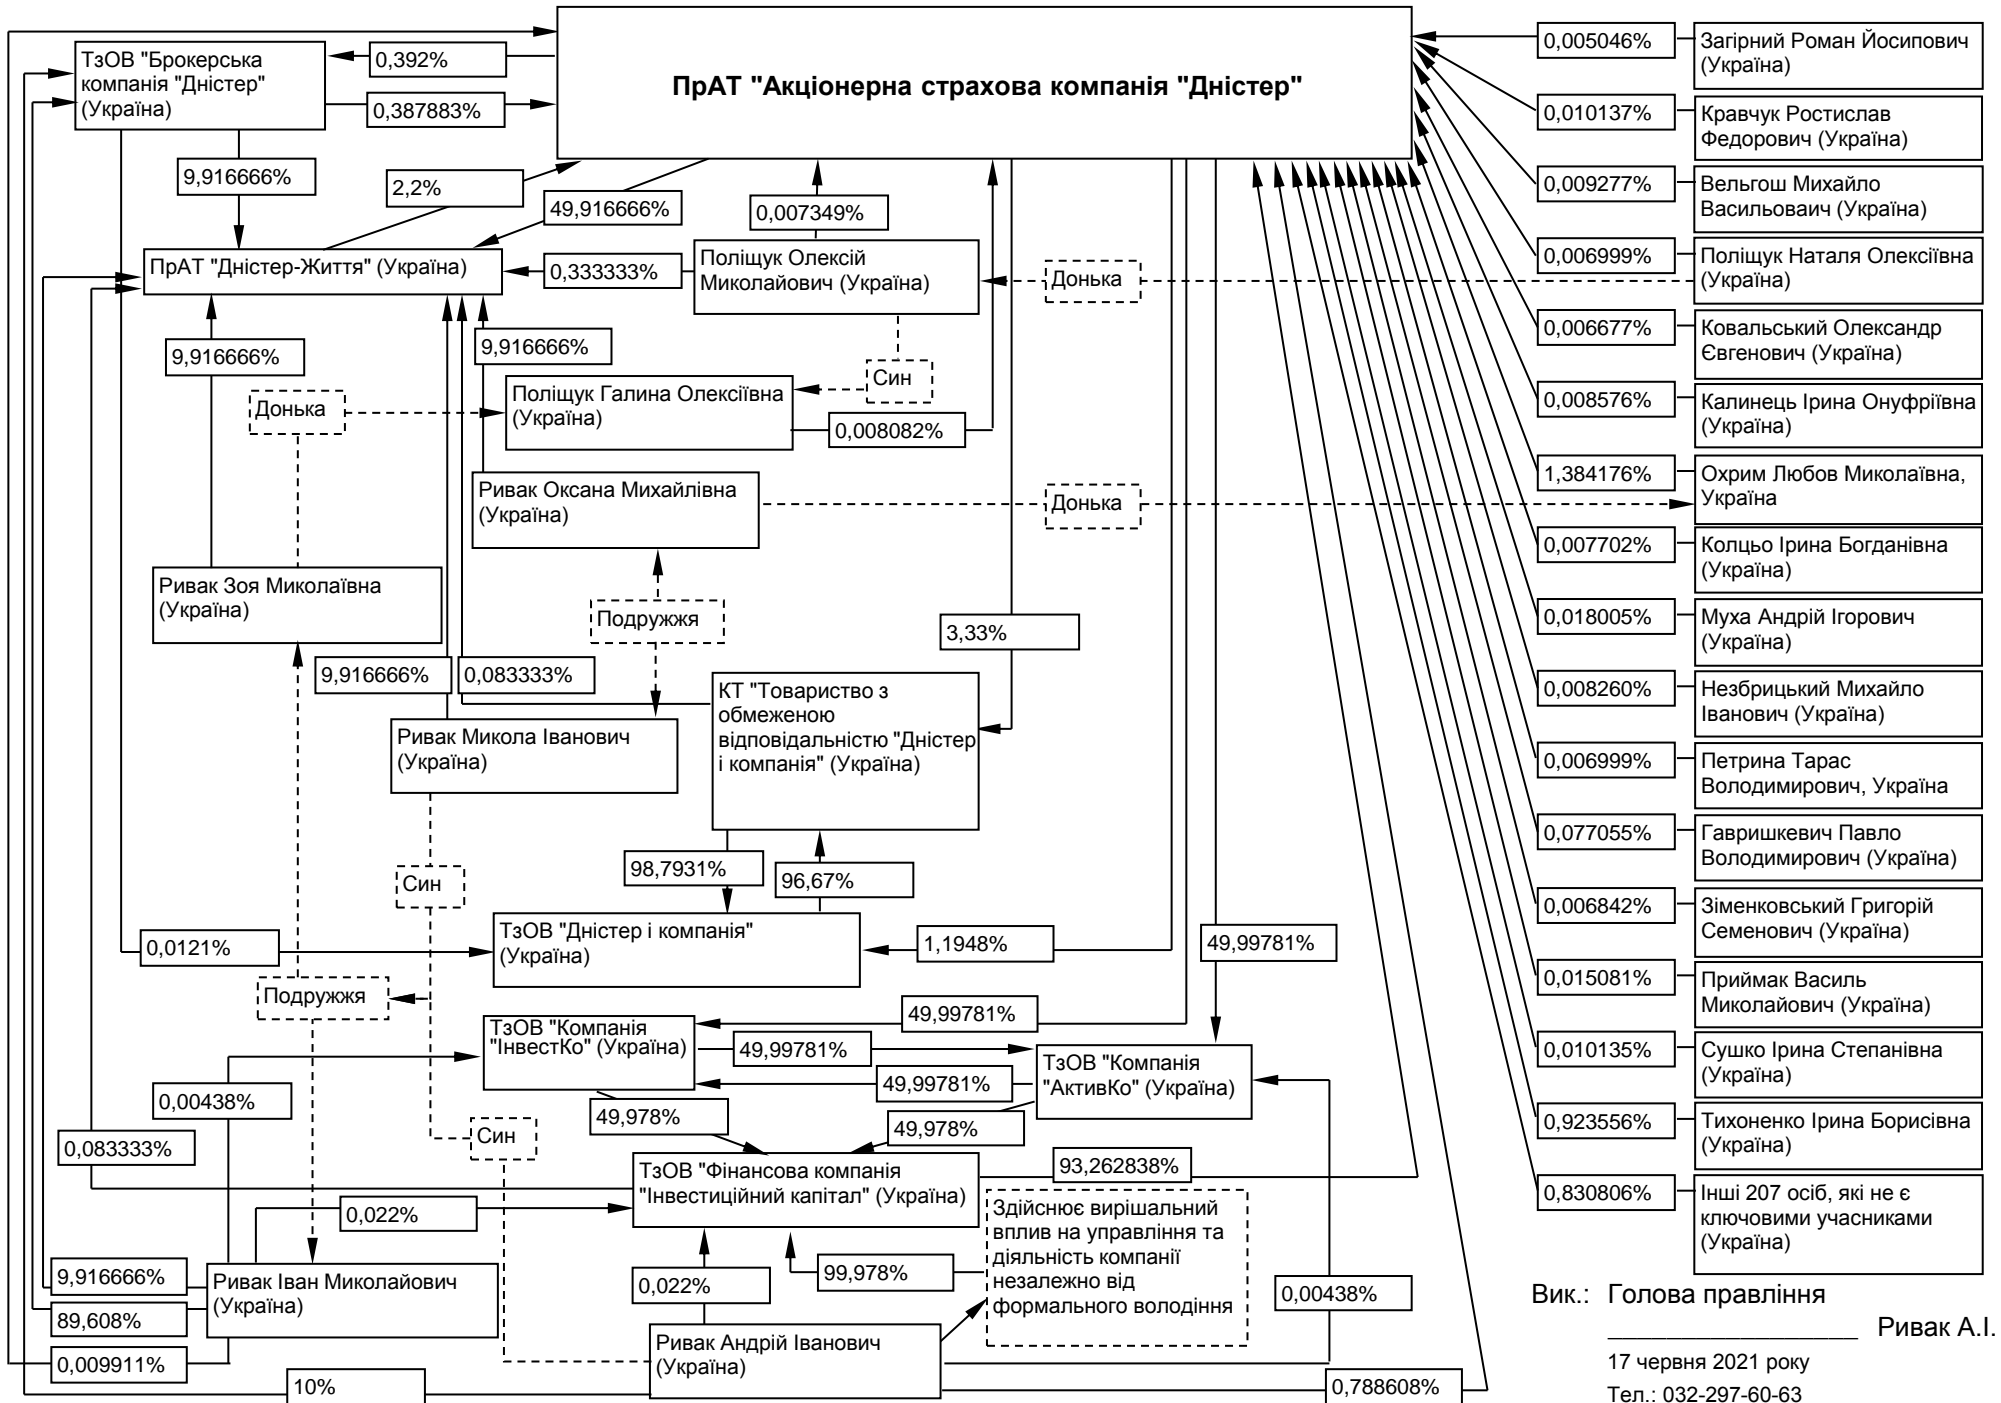 ПрАТ "Акціонерна страхова компанія "Дністер"
ТзОВ "Брокерська
компанія "Дністер"
(Україна)
0,392%
0,387883%
9,916666%
2,2%
49,916666%
0,007349%
ПрАТ "Дністер-Життя" (Україна)
0,333333%
Поліщук Олексій
Миколайович (Україна)
Донька
9,916666%
9,916666%
Син
Донька
Поліщук Галина Олексіївна
(Україна)
0,008082%
Ривак Оксана Михайлівна
(Україна)
Донька
Ривак Зоя Миколаївна
(Україна)
Подружжя
3,33%
9,916666%
0,083333%
Ривак Микола Іванович
(Україна)
КТ "Товариство з
обмеженою
відповідальністю "Дністер
і компанія" (Україна)
98,7931%
96,67%
Син
0,0121%
ТзОВ "Дністер і компанія"
(Україна)
1,1948%
49,99781%
Подружжя
49,99781%
ТзОВ "Компанія
"ІнвестКо" (Україна)
49,99781%
49,99781%
ТзОВ "Компанія
"АктивКо" (Україна)
0,00438%
49,978%
49,978%
Син
0,083333%
ТзОВ "Фінансова компанія
"Інвестиційний капітал" (Україна)
93,262838%
0,022%
Здійснює вирішальний
вплив на управління та
діяльність компанії
незалежно від
формального володіння
9,916666%
Ривак Іван Миколайович
(Україна)
0,022%
99,978%
0,00438%
89,608%
0,009911%
Ривак Андрій Іванович
(Україна)
10%
0,788608%
0,005046%
Загірний Роман Йосипович
(Україна)
0,010137%
Кравчук Ростислав
Федорович (Україна)
0,009277%
Вельгош Михайло
Васильоваич (Україна)
0,006999%
Поліщук Наталя Олексіївна
(Україна)
0,006677%
Ковальський Олександр
Євгенович (Україна)
0,008576%
Калинець Ірина Онуфріївна
(Україна)
1,384176%
Охрим Любов Миколаївна,
Україна
0,007702%
Колцьо Ірина Богданівна
(Україна)
0,018005%
Муха Андрій Ігорович
(Україна)
0,008260%
Незбрицький Михайло
Іванович (Україна)
0,006999%
Петрина Тарас
Володимирович, Україна
0,077055%
Гавришкевич Павло
Володимирович (Україна)
0,006842%
Зіменковський Григорій
Семенович (Україна)
0,015081%
Приймак Василь
Миколайович (Україна)
0,010135%
Сушко Ірина Степанівна
(Україна)
0,923556%
Тихоненко Ірина Борисівна
(Україна)
0,830806%
Інші 207 осіб, які не є
ключовими учасниками
(Україна)
Вик.: Голова правління
___________________ Ривак А.І.
17 червня 2021 року
Тел.: 032-297-60-63